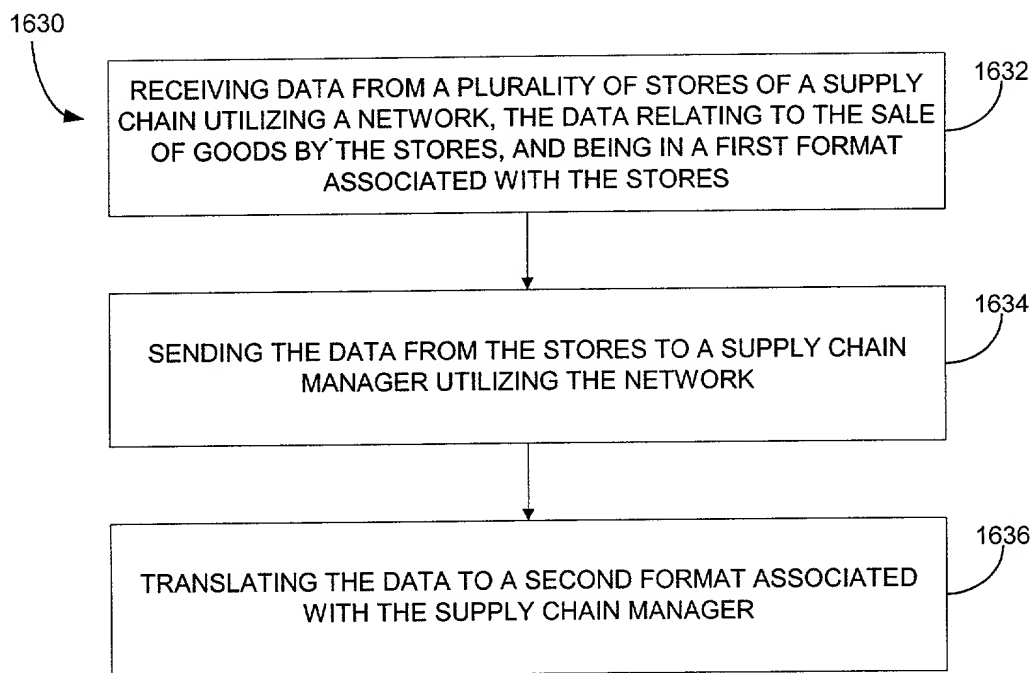 1630
RECEIVING DATA FROM A PLURALITY OF STORES OF A SUPPLY
CHAIN UTILIZING A NETWORK, THE DATA RELATING TO THE SALE
OF GOODS BY THE STORES, AND BEING IN A FIRST FORMAT
ASSOCIATED WITH THE STORES
1632
SENDING THE DATA FROM THE STORES TO A SUPPLY CHAIN
MANAGER UTILIZING THE NETWORK
1634
TRANSLATING THE DATA TO A SECOND FORMAT ASSOCIATED
WITH THE SUPPLY CHAIN MANAGER
1636